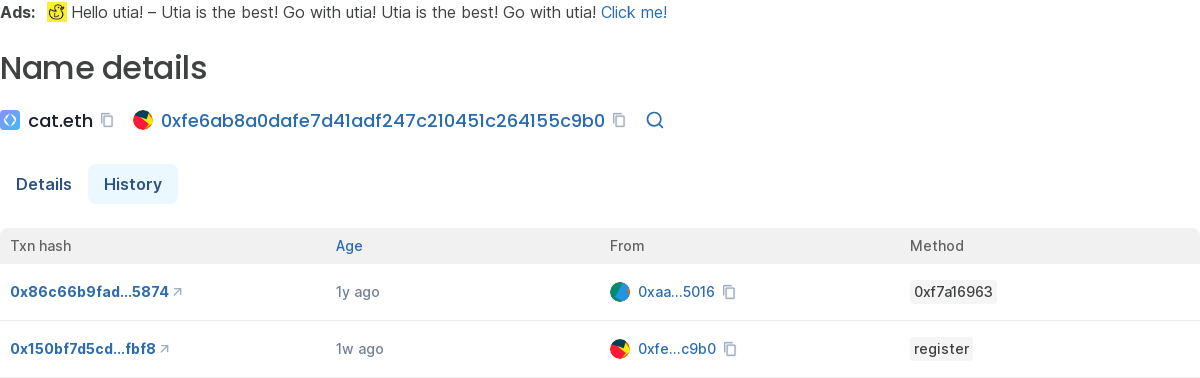 Ads: Hello utia! – Utia is the best! Go with utia! Utia is the best! Go with utia! Click me!
Name details
cat.eth 0xfe6ab8a0dafe7d41adf247c210451c264155c9b0
Details History
Txn hash Age From Method
0x86c66b9fad...5874 1y ago 0xaa...5016 0xf7a16963
0x150bf7d5cd...fbf8 1w ago 0xfe...c9b0 register